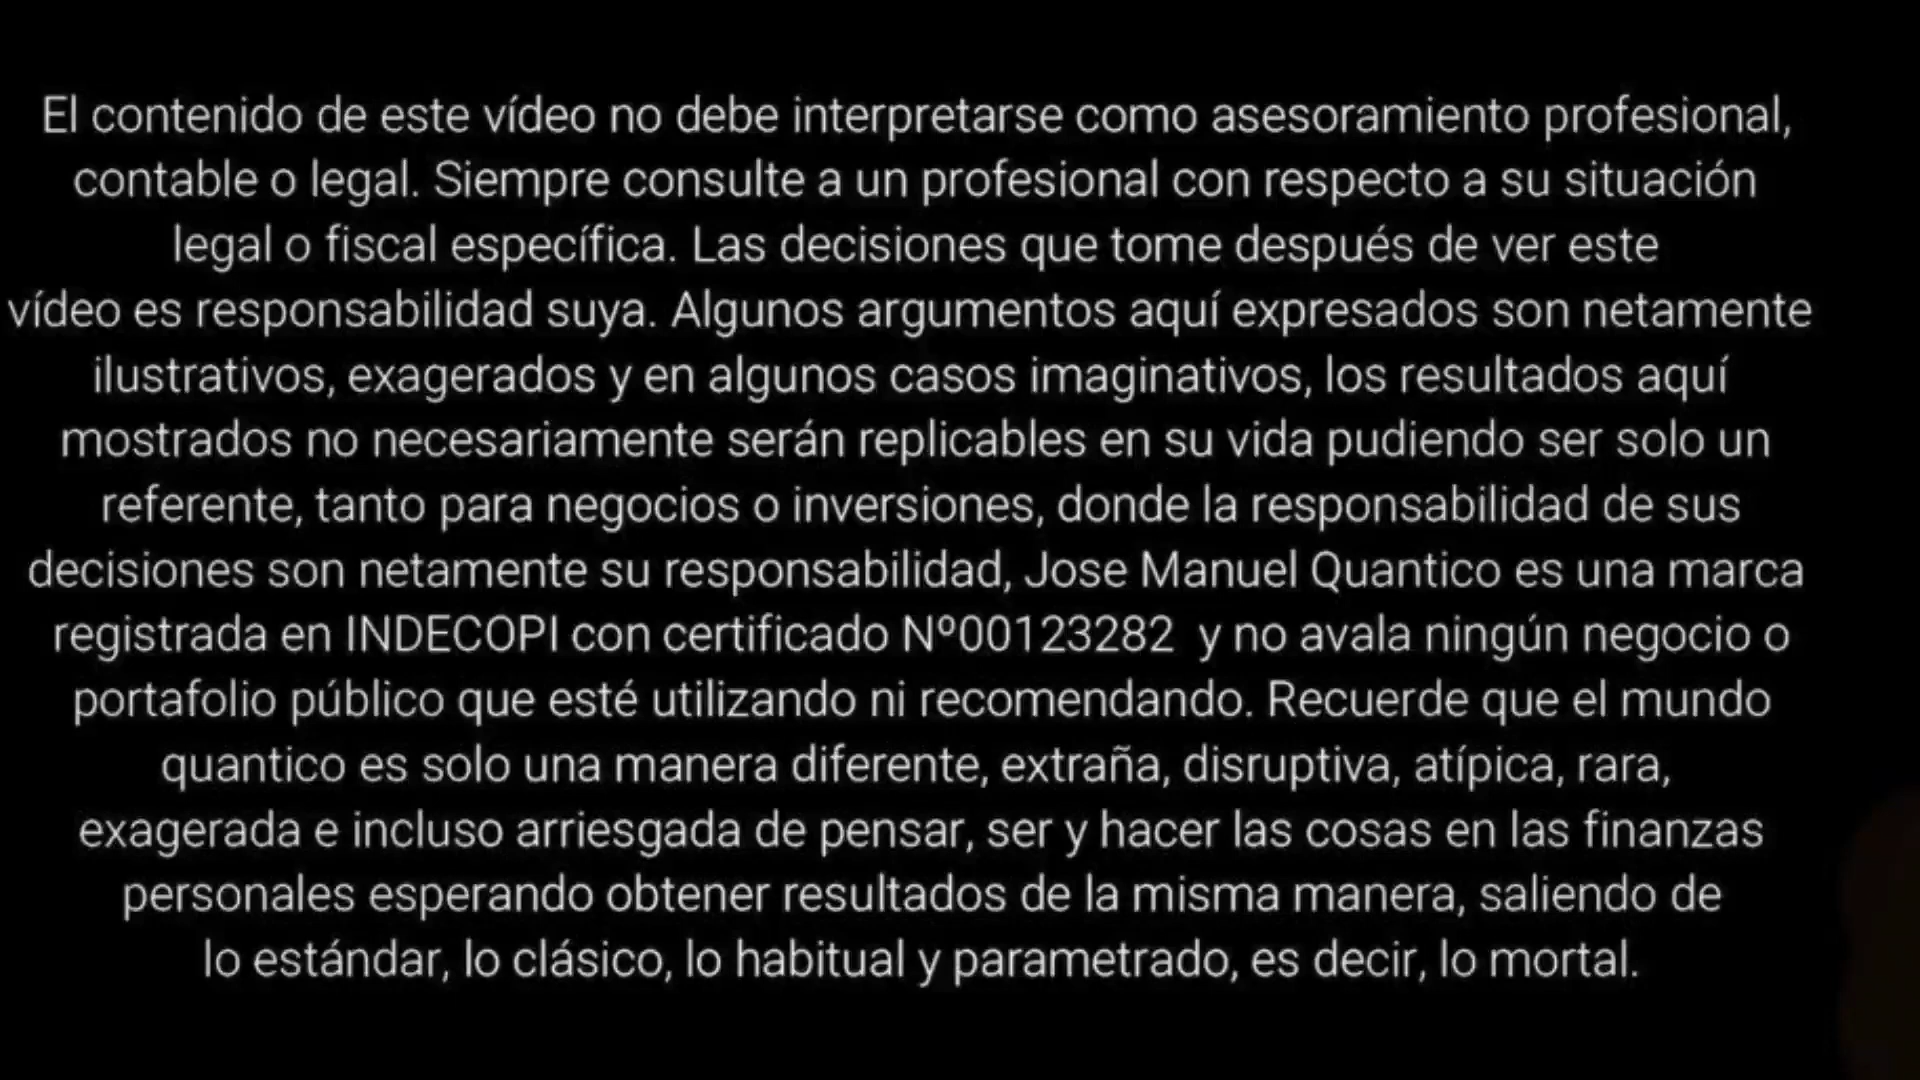 El contenido de este vídeo no debe interpretarse como asesoramiento profesional,
contable o legal. Siempre consulte a un profesional con respecto a su situación
legal o fiscal específica. Las decisiones que tome después de ver este
vídeo es responsabilidad suya. Algunos argumentos aquí expresados son netamente
ilustrativos, exagerados y en algunos casos imaginativos, los resultados aquí
mostrados no necesariamente serán replicables en su vida pudiendo ser solo un
referente, tanto para negocios o inversiones, donde la responsabilidad de sus
decisiones son netamente su responsabilidad, Jose Manuel Quantico es una marca
registrada en INDECOPI con certificado Nº00123282 y no avala ningún negocio o
portafolio público que esté utilizando ni recomendando. Recuerde que el mundo
quantico es solo una manera diferente, extraña, disruptiva, atípica, rara,
exagerada e incluso arriesgada de pensar, ser y hacer las cosas en las finanzas
personales esperando obtener resultados de la misma manera, saliendo de
lo estándar, lo clásico, lo habitual y parametrado, es decir, lo mortal.